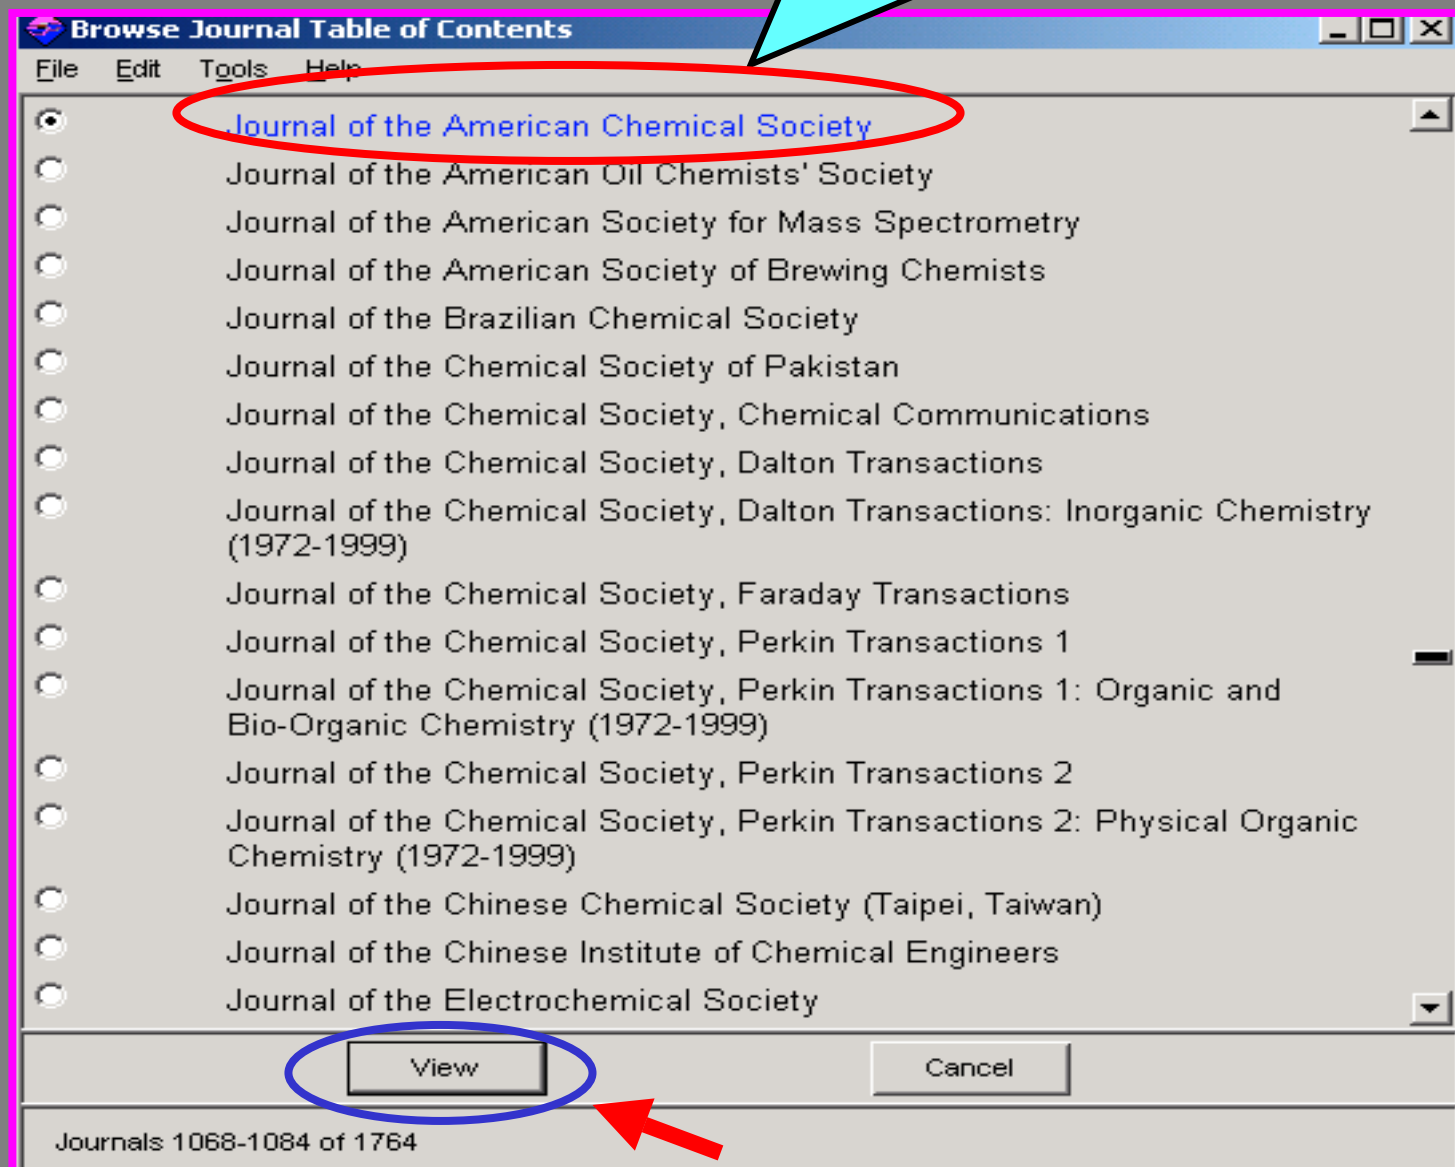 Browse Journal Table of Contents
File Edit Tools Help
Journal of the American Chemical Society
Journal of the American Oil Chemists' Society
Journal of the American Society for Mass Spectrometry
Journal of the American Society of Brewing Chemists
Journal of the Brazilian Chemical Society
Journal of the Chemical Society of Pakistan
Journal of the Chemical Society, Chemical Communications
Journal of the Chemical Society, Dalton Transactions
Journal of the Chemical Society, Dalton Transactions: Inorganic Chemistry
(1972-1999)
Journal of the Chemical Society, Faraday Transactions
Journal of the Chemical Society, Perkin Transactions 1
Journal of the Chemical Society, Perkin Transactions 1: Organic and
Bio-Organic Chemistry (1972-1999)
Journal of the Chemical Society, Perkin Transactions 2
Journal of the Chemical Society, Perkin Transactions 2: Physical Organic
Chemistry (1972-1999)
Journal of the Chinese Chemical Society (Taipei, Taiwan)
Journal of the Chinese Institute of Chemical Engineers
Journal of the Electrochemical Society
View Cancel
Journals 1068-1084 of 1764